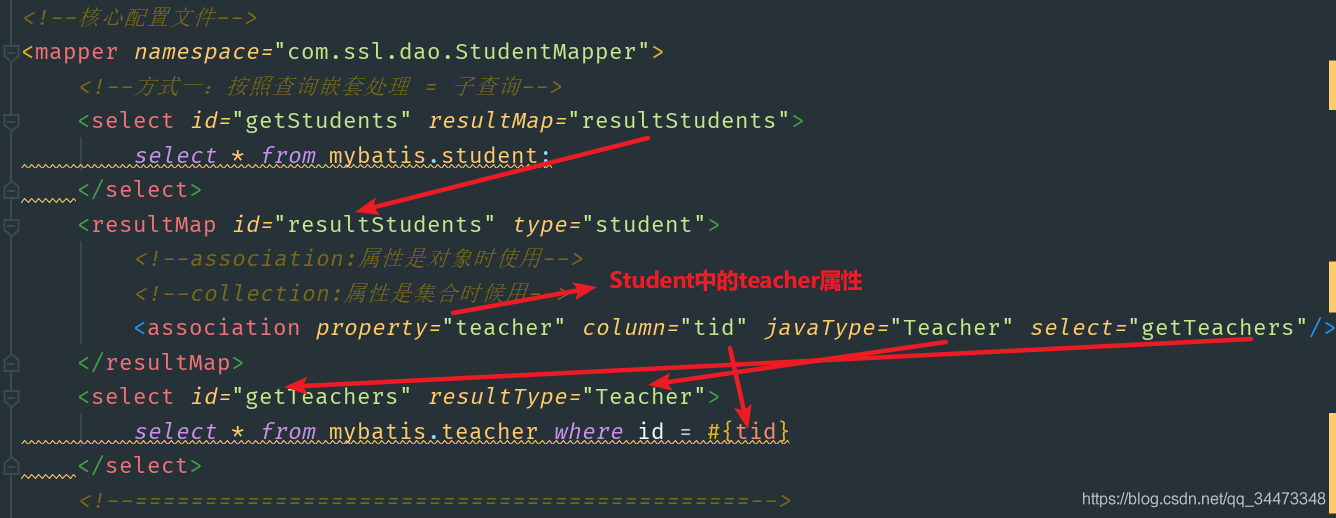 <!--核心配置文件-->
<mapper namespace="com.ssl.dao.StudentMapper">
<!--方式一：按照查询嵌套处理 = 子查询-->
<select id="getStudents" resultMap="resultStudents">
select * from mybatis.student;
</select>
<resultMap id="resultStudents" type="student">
<!--association:属性是对象时使用-->
<!--collection:属性是集合时候用-->
Student中的teacher属性
<association property="teacher" column="tid" javaType="Teacher" select="getTeachers"/>
</resultMap>
<select id="getTeachers" resultType="Teacher">
select * from mybatis.teacher where id = #{tid}
</select>
<!--============================================-->
https://blog.csdn.net/qq_34473348